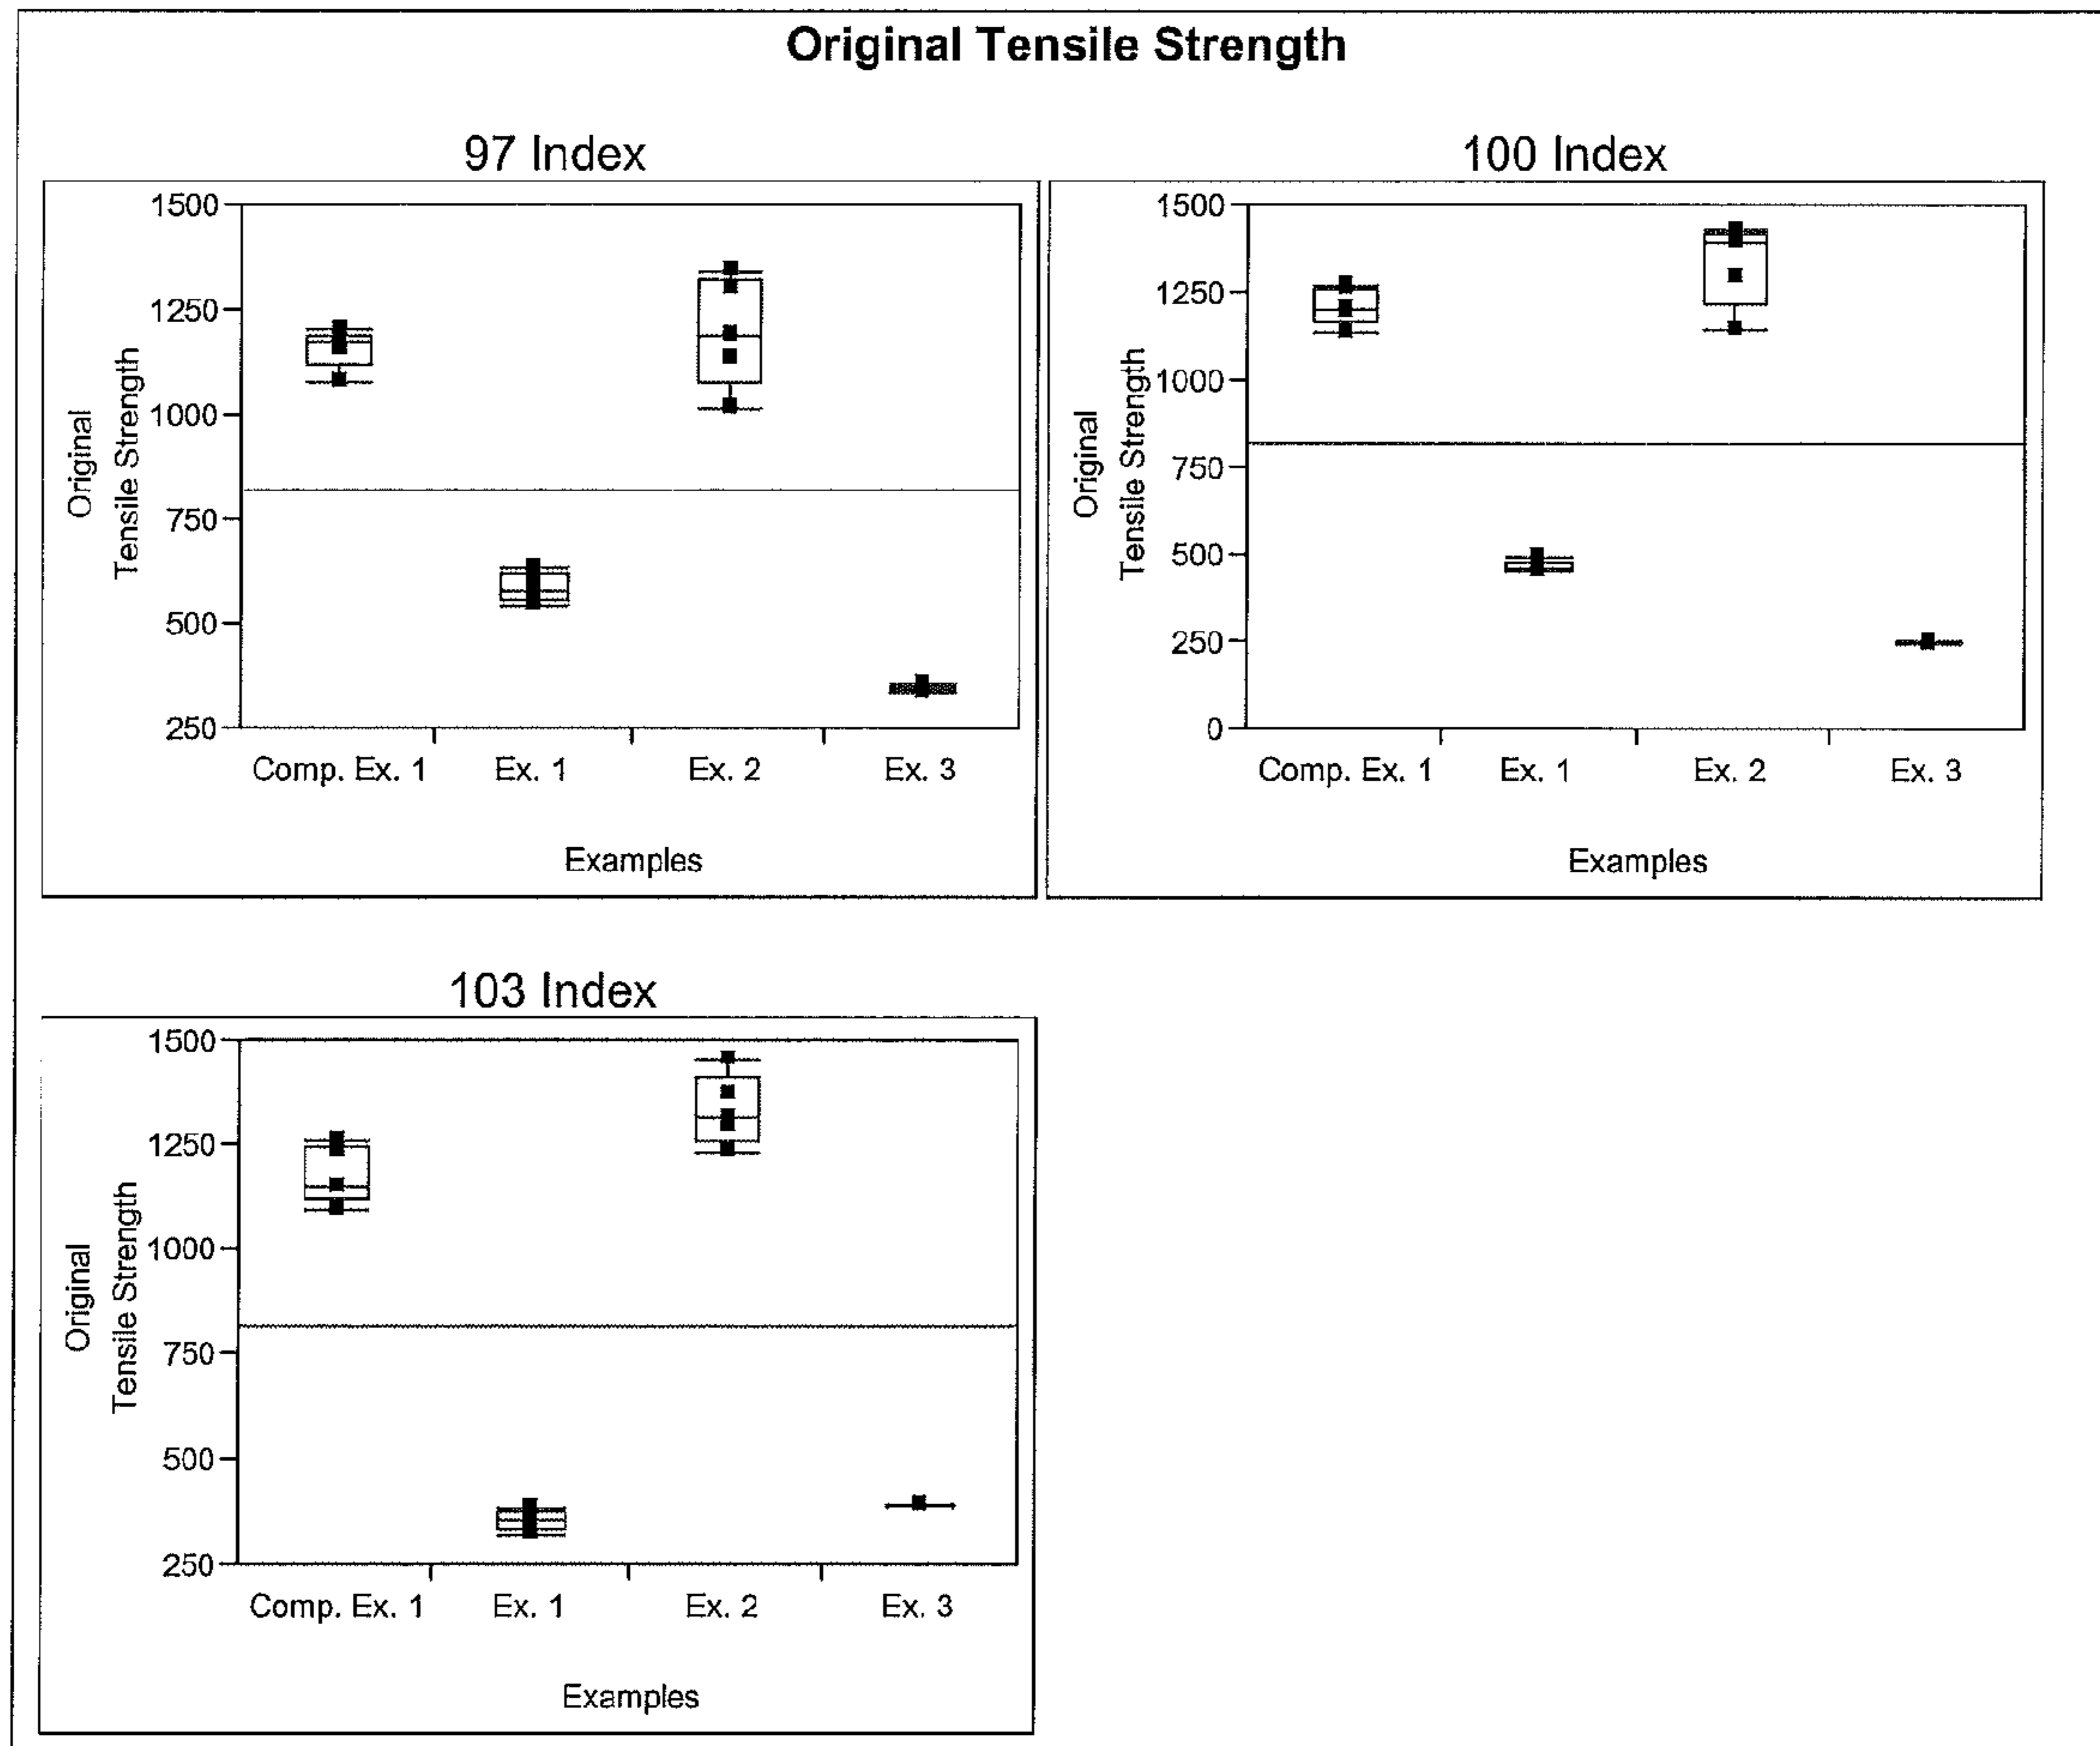 Original Tensile Strength
97 Index
1500
1250
1000
750
500
250
Original
Tensile Strength
Comp. Ex. 1 Ex. 1 Ex. 2 Ex. 3
Examples
100 Index
1500
1250
1000
750
500
250
0
Original
Tensile Strength
Comp. Ex. 1 Ex. 1 Ex. 2 Ex. 3
Examples
103 Index
1500
1250
1000
750
500
250
Original
Tensile Strength
Comp. Ex. 1 Ex. 1 Ex. 2 Ex. 3
Examples